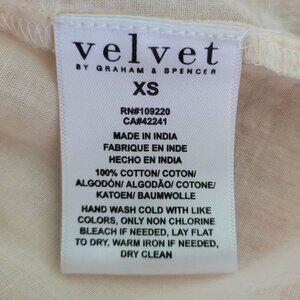 velvet
BY GRAHAM & SPENCER
XS
RN#109220
CA#42241
MADE IN INDIA
FABRIQUE EN INDE
HECHO EN INDIA
100% COTTON/ COTON/
ALGODÓN/ ALGODÃO/ COTONE/
KATOEN/ BAUMWOLLE
HAND WASH COLD WITH LIKE
COLORS, ONLY NON CHLORINE
BLEACH IF NEEDED, LAY FLAT
TO DRY, WARM IRON IF NEEDED,
DRY CLEAN